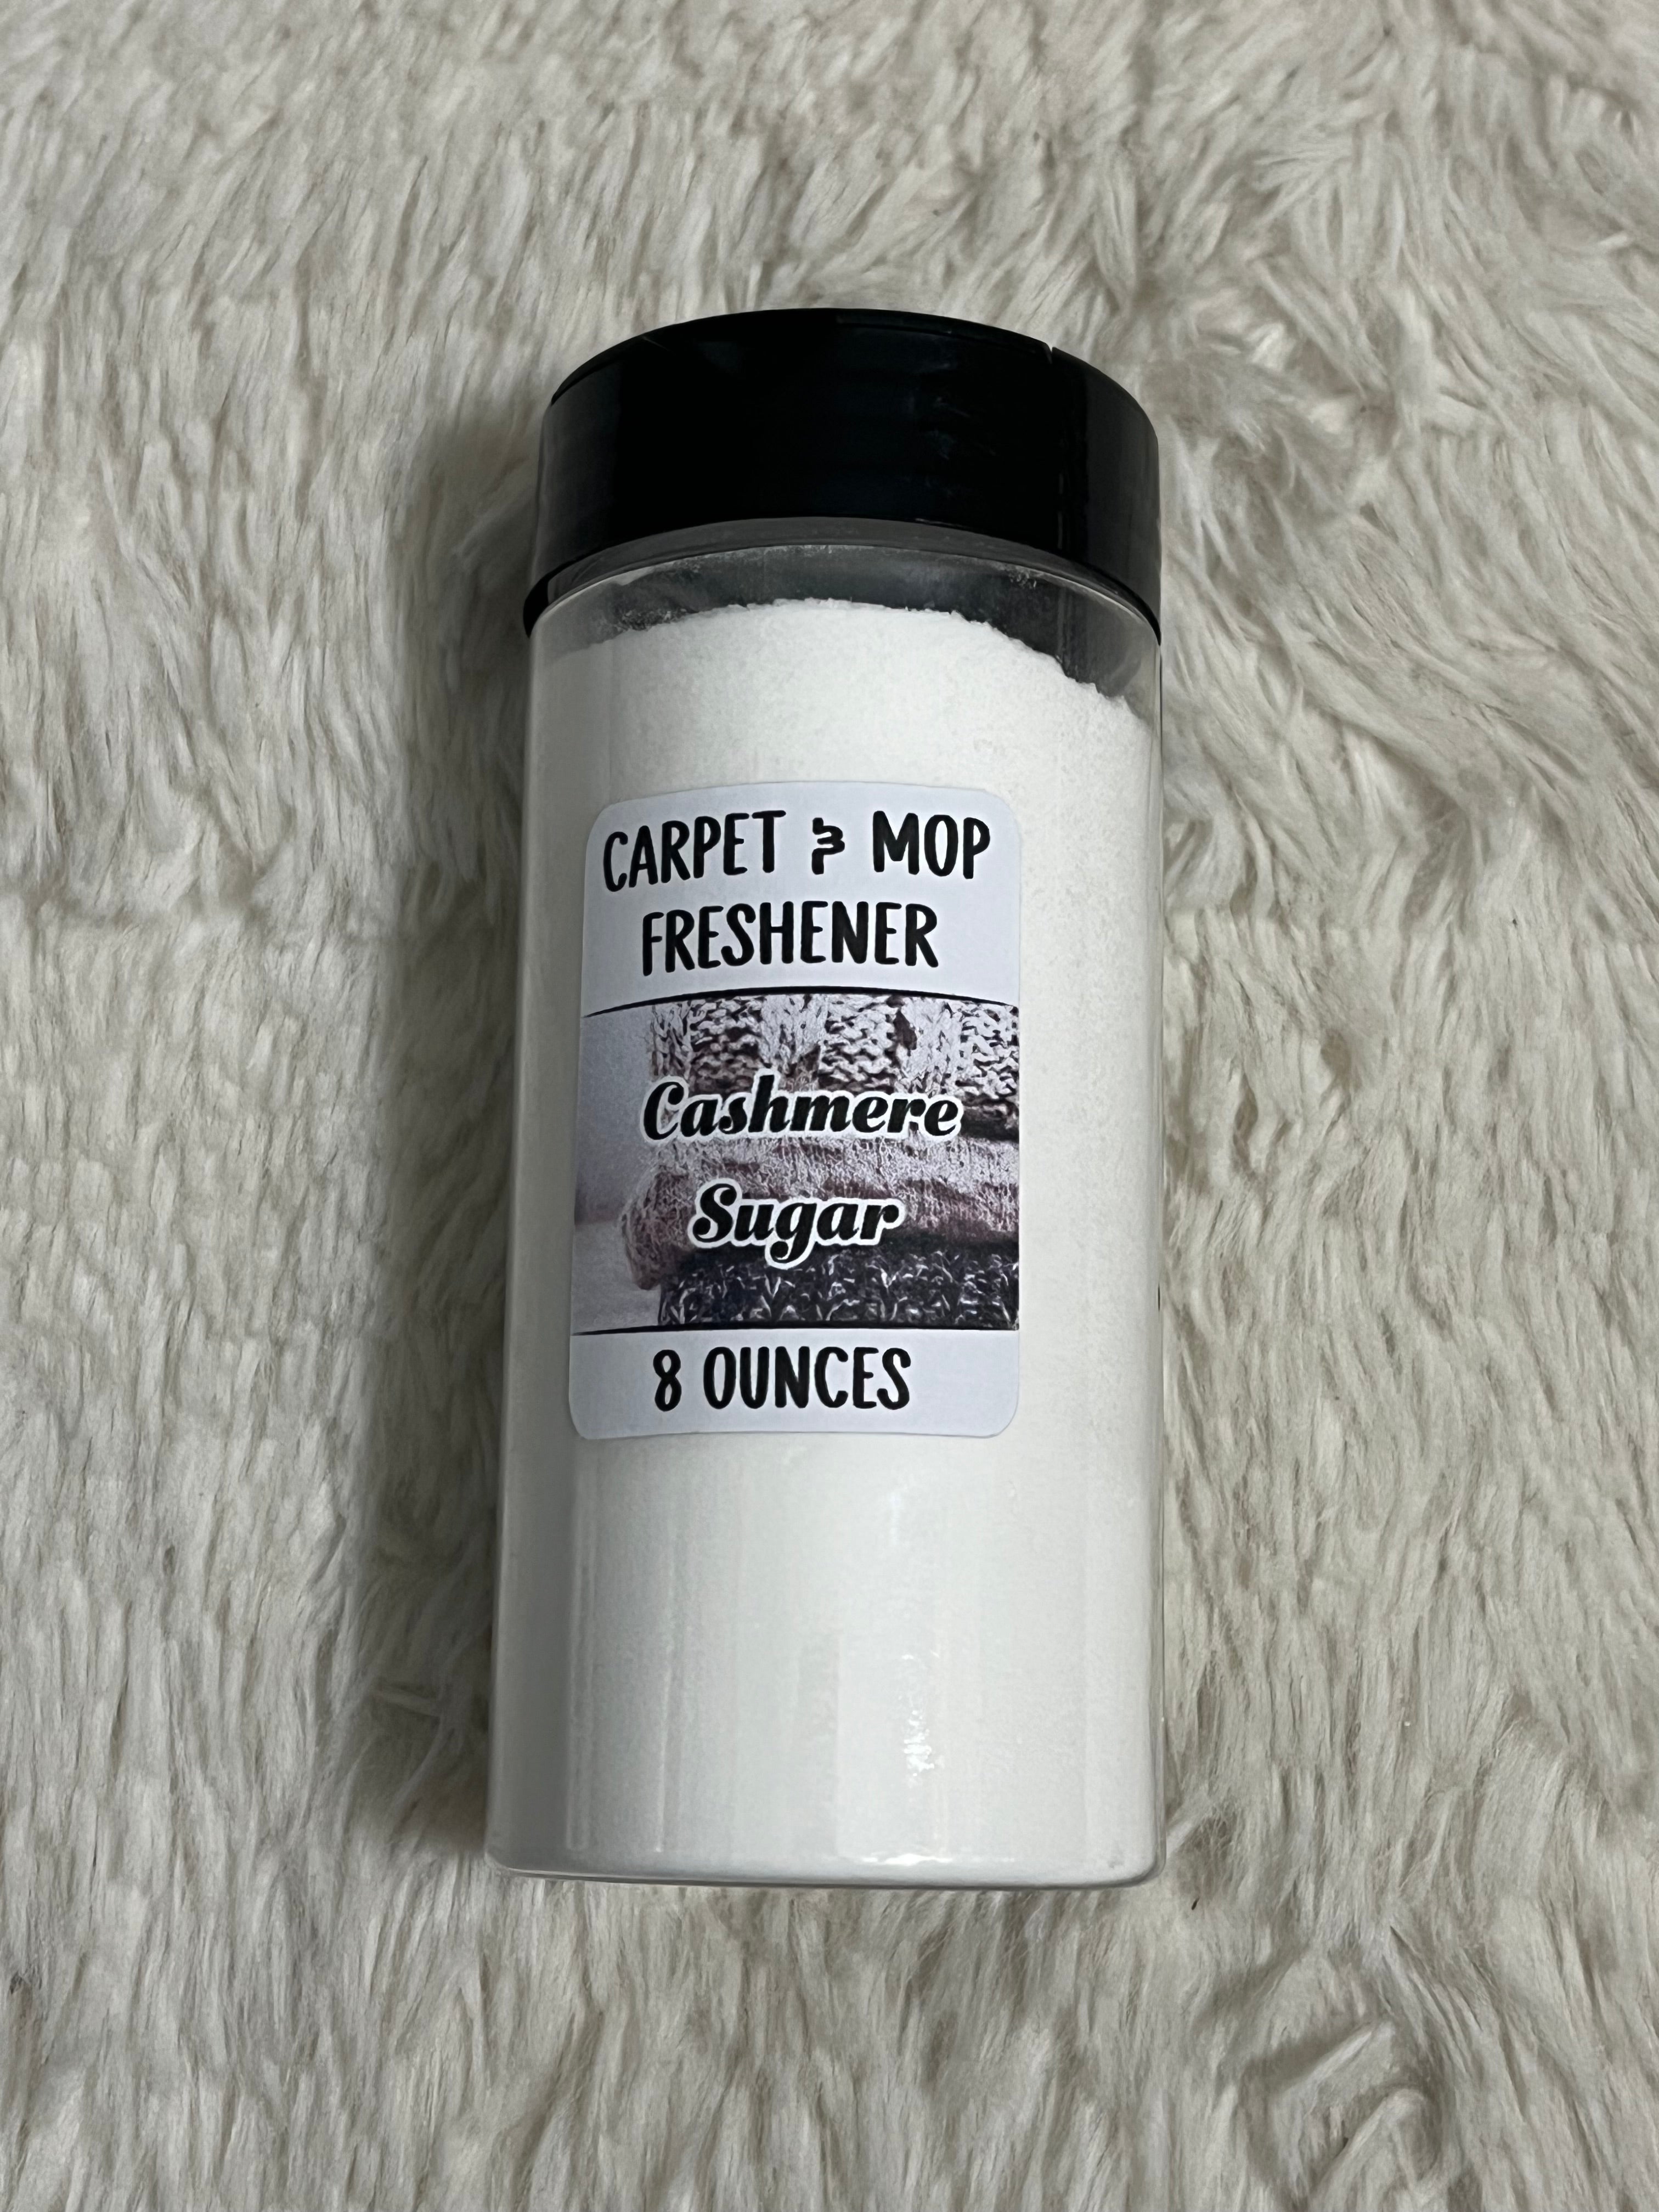 CARPET & MOP
FRESHENER
Cashmere
Sugar
8 OUNCES